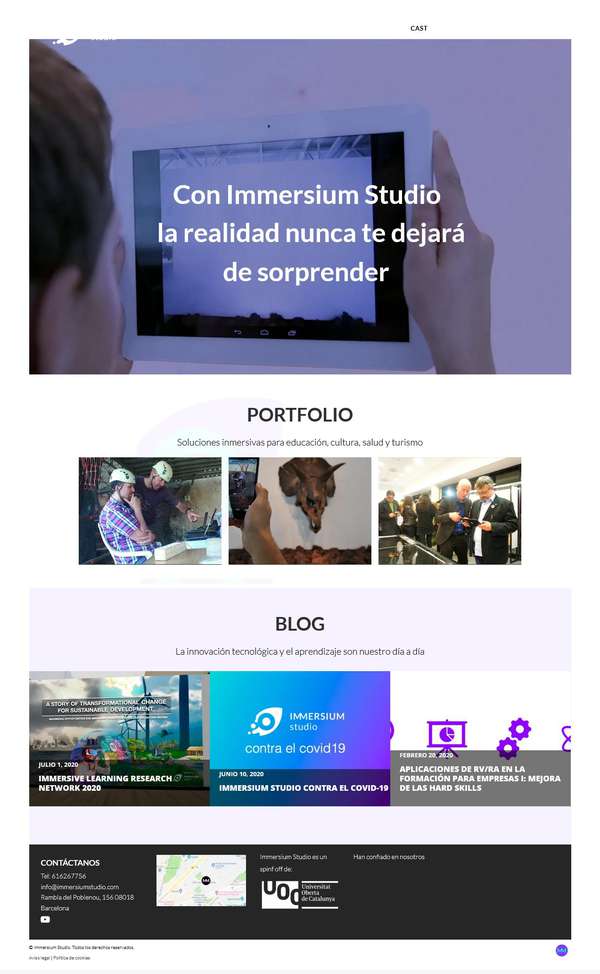 CAST
Con Immersium Studio
la realidad nunca te dejará
de sorprender
PORTFOLIO
Soluciones inmersivas para educación, cultura, salud y turismo
BLOG
La innovación tecnológica y el aprendizaje son nuestro día a día
A STORY OF TRANSFORMATIONAL CHANGE
FOR SUSTAINABLE DEVELOPMENT
JULIO 1, 2020
IMMERSIVE LEARNING RESEARCH
NETWORK 2020
IMMERSIUM
studio
contra el covid19
JUNIO 10, 2020
IMMERSIUM STUDIO CONTRA EL COVID-19
FEBRERO 20, 2020
APLICACIONES DE RV/RA EN LA
FORMACIÓN PARA EMPRESAS I: MEJORA
DE LAS HARD SKILLS
CONTÁCTANOS
Tel: 616267756
info@immersiumstudio.com
Rambla del Poblenou, 156 08018
Barcelona
Immersium Studio es un
spinf off de:
UOC
Universitat
Oberta
de Catalunya
Han confiado en nosotros
© Immersium Studio. Todos los derechos reservados.
Aviso legal | Política de cookies